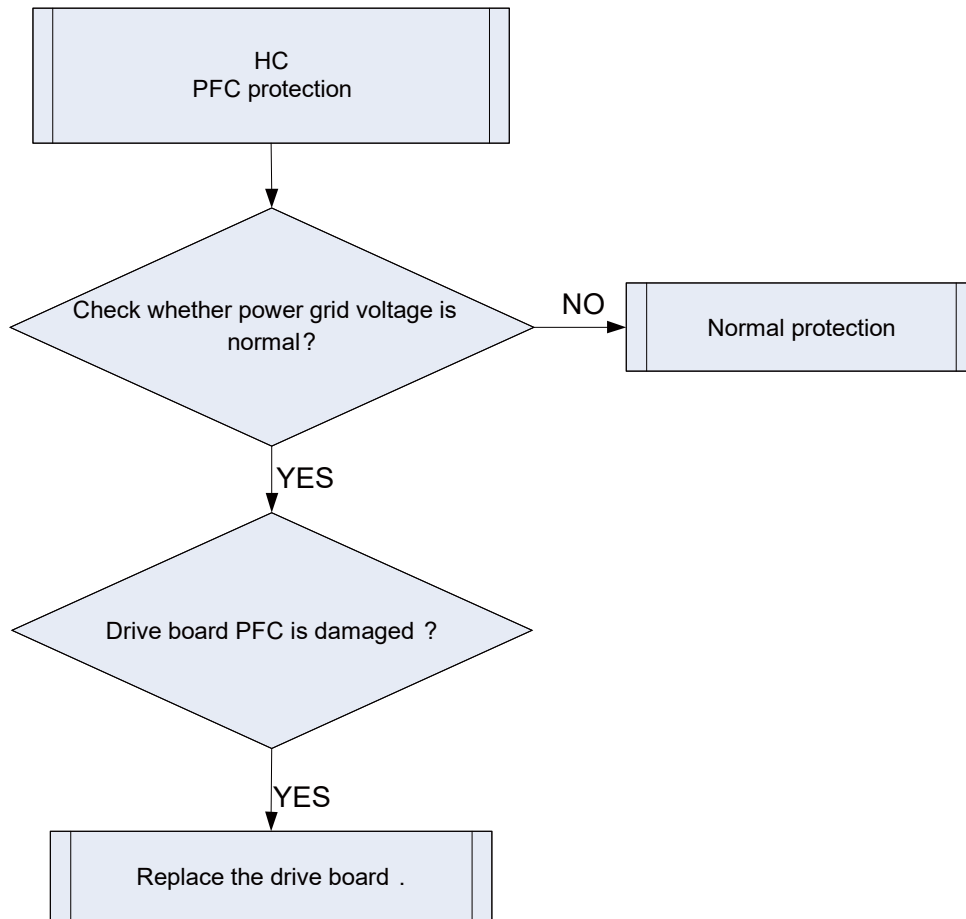 HC
PFC protection
Check whether power grid voltage is
normal?
NO
Normal protection
YES
Drive board PFC is damaged ?
YES
Replace the drive board .